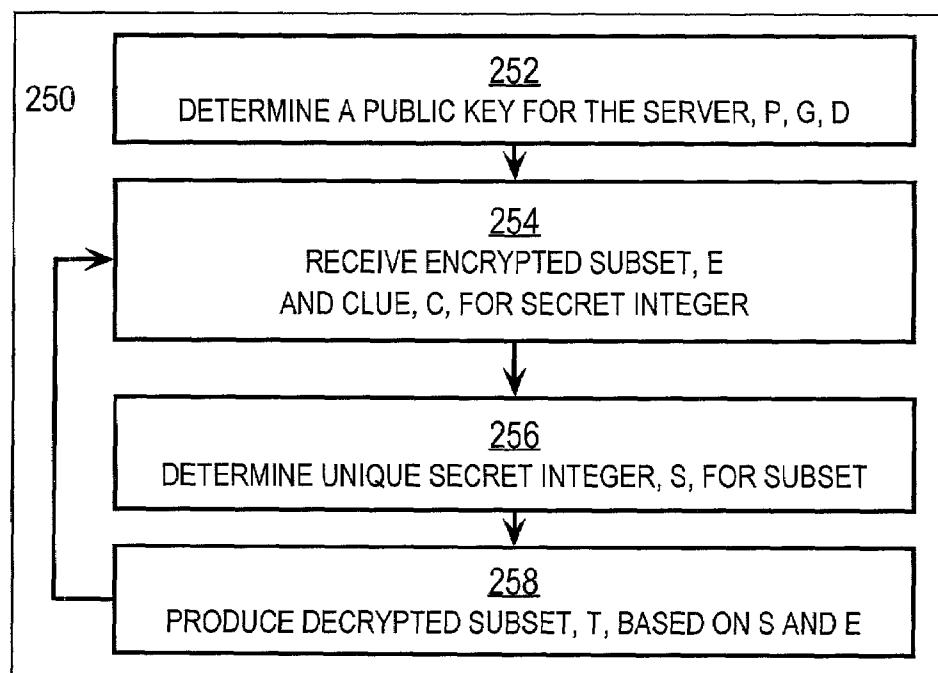 250
252
DETERMINE A PUBLIC KEY FOR THE SERVER, P, G, D
254
RECEIVE ENCRYPTED SUBSET, E
AND CLUE, C, FOR SECRET INTEGER
256
DETERMINE UNIQUE SECRET INTEGER, S, FOR SUBSET
258
PRODUCE DECRYPTED SUBSET, T, BASED ON S AND E